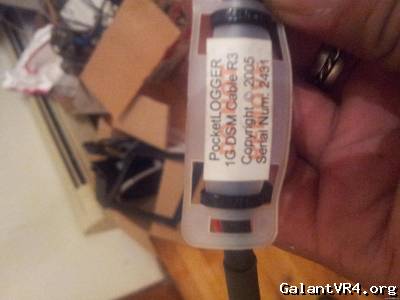 PocketLOGGER
1G DSM Cable R3
Copyright © 2005
Serial Num: 2431
GalantVR4.org